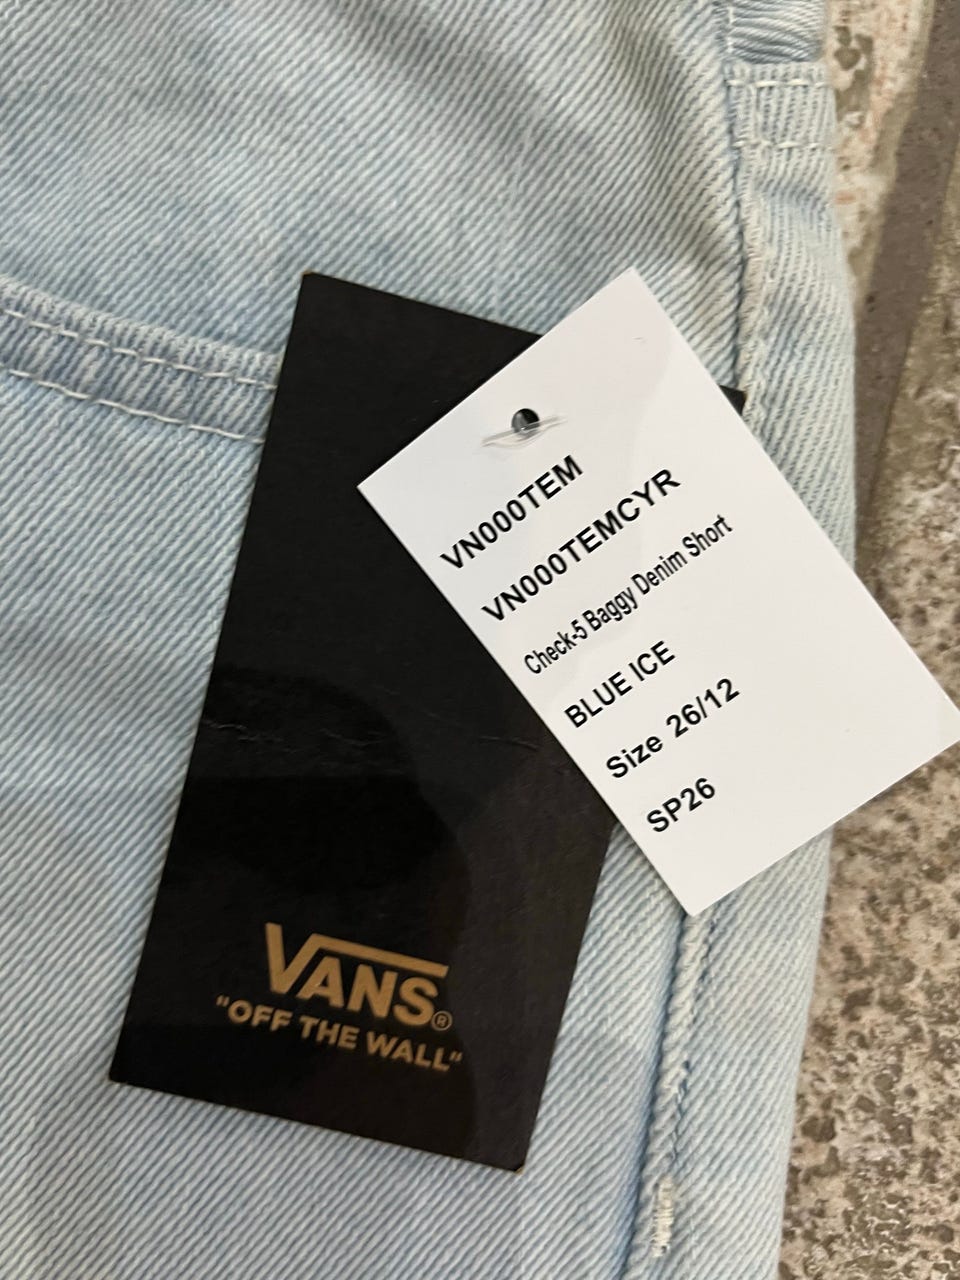 VN000TEM
VN000TEMCYR
Check-5 Baggy Denim Short
BLUE ICE
Size 26/12
SP26
VANS®
"OFF THE WALL"